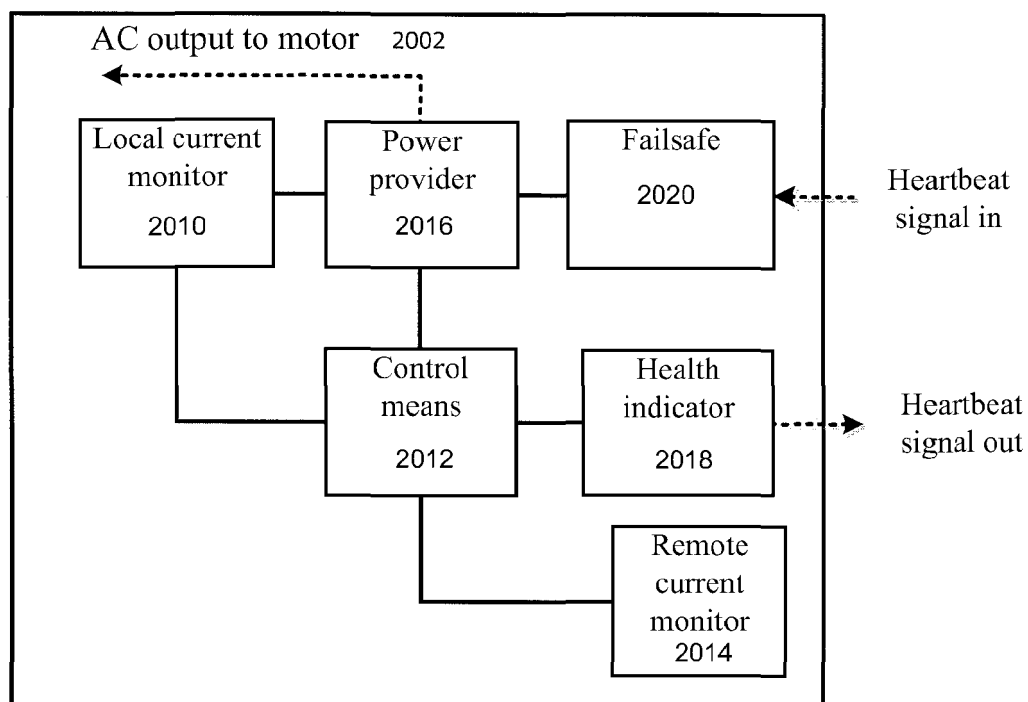 AC output to motor 2002
Local current
monitor
2010
Power
provider
2016
Failsafe
2020
Heartbeat
signal in
Control
means
2012
Health
indicator
2018
Heartbeat
signal out
Remote
current
monitor
2014